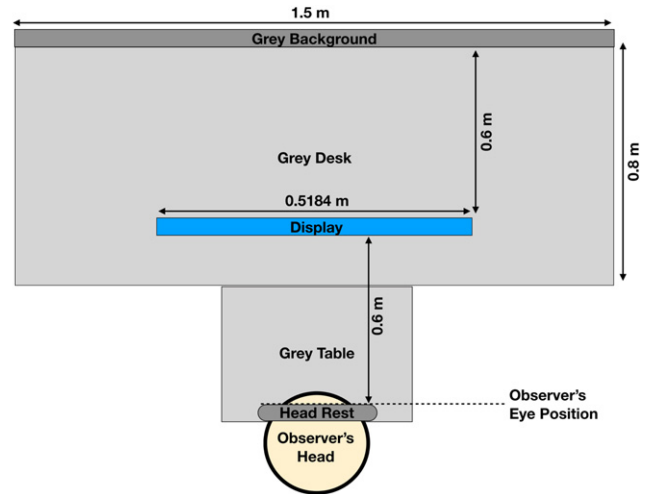 1.5 m
Grey Background
0.6 m
0.8 m
Grey Desk
0.5184 m
Display
0.6 m
Grey Table
Observer's
Eye Position
Head Rest
Observer's
Head